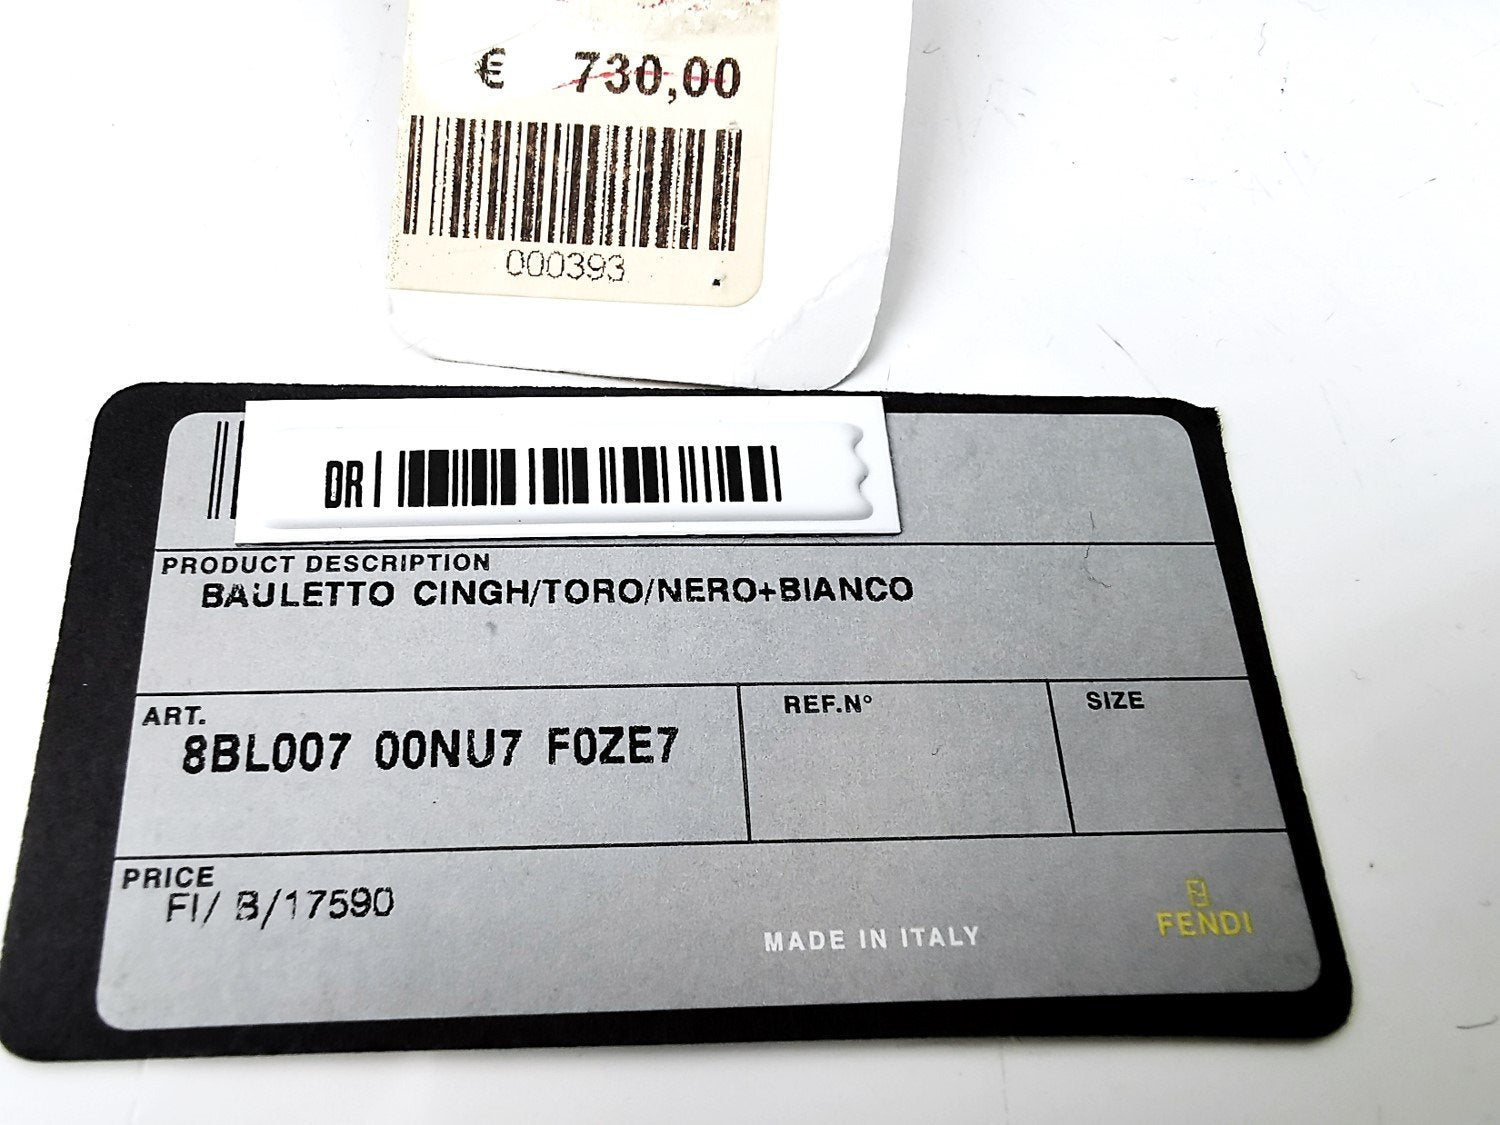 € 730,00
000393
DR
PRODUCT DESCRIPTION
BAULETTO CINGH/TORO/NERO+BIANCO
ART.
8BL007 00NU7 F0ZE7
REF.N°
SIZE
PRICE
FI/ B/17590
MADE IN ITALY
FENDI